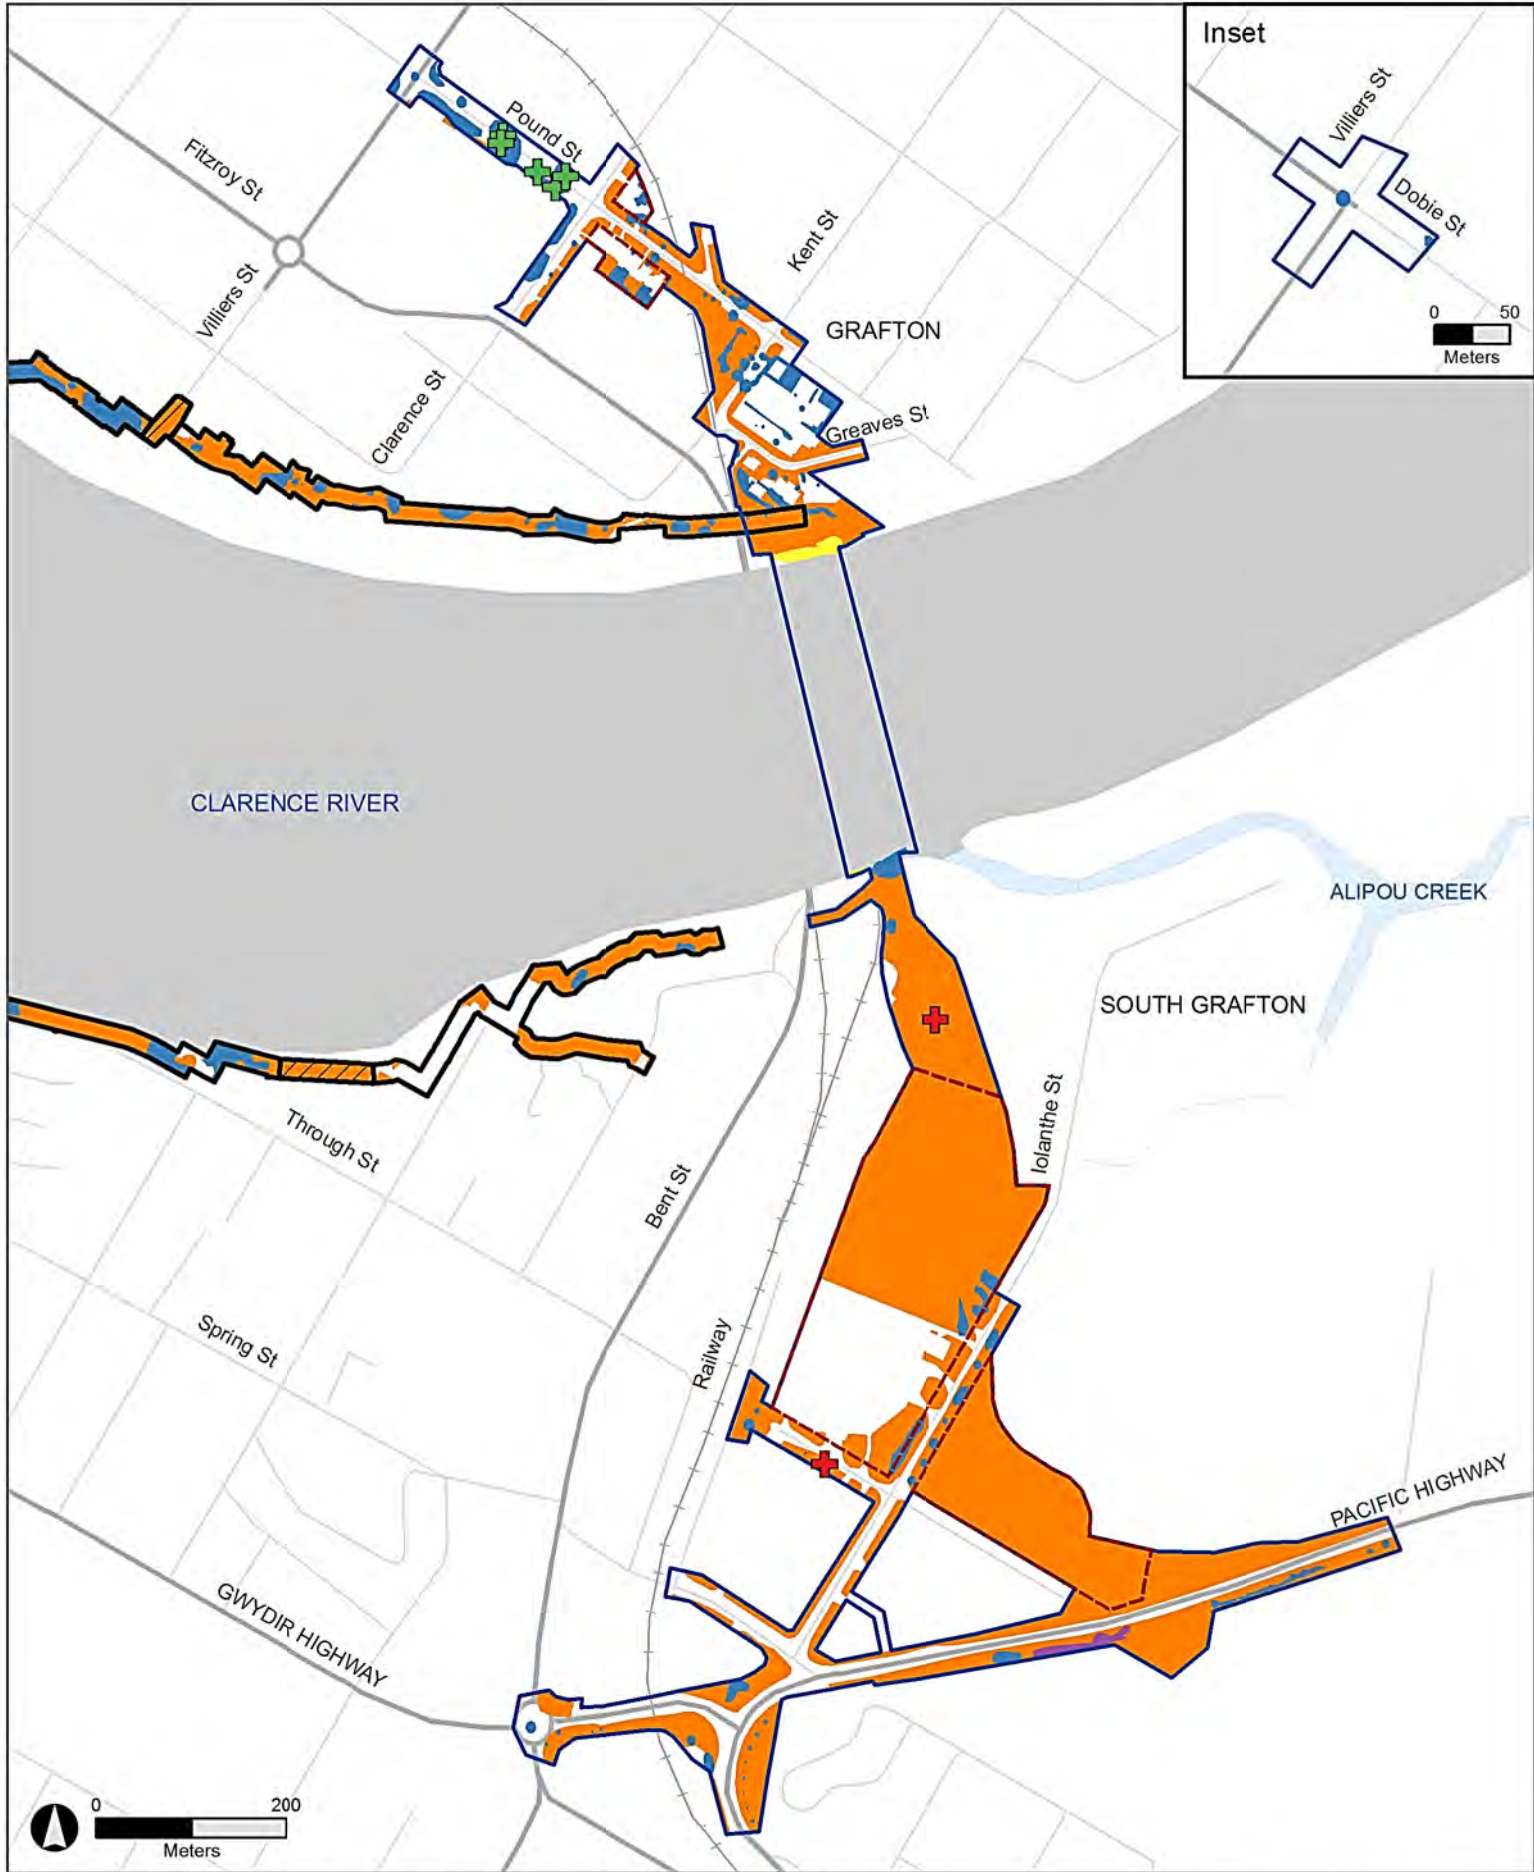 Inset
Villiers St
Dobie St
0 50
Meters
Pound St
Fitzroy St
Kent St
Villiers St
GRAFTON
Clarence St
Greaves St
CLARENCE RIVER
ALIPOU CREEK
SOUTH GRAFTON
Iolanthe St
Through St
Bent St
Spring St
Railway
PACIFIC HIGHWAY
GWYDIR HIGHWAY
0 200
Meters